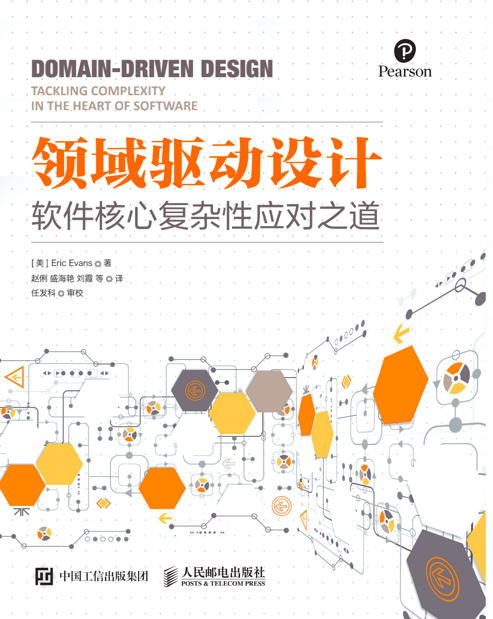 DOMAIN-DRIVEN DESIGN
TACKLING COMPLEXITY
IN THE HEART OF SOFTWARE
Pearson
领域驱动设计
软件核心复杂性应对之道
[ 美 ] Eric Evans 著
赵俐 盛海艳 刘霞 等 译
任发科 审校
中国工信出版集团
人民邮电出版社
POSTS & TELECOM PRESS